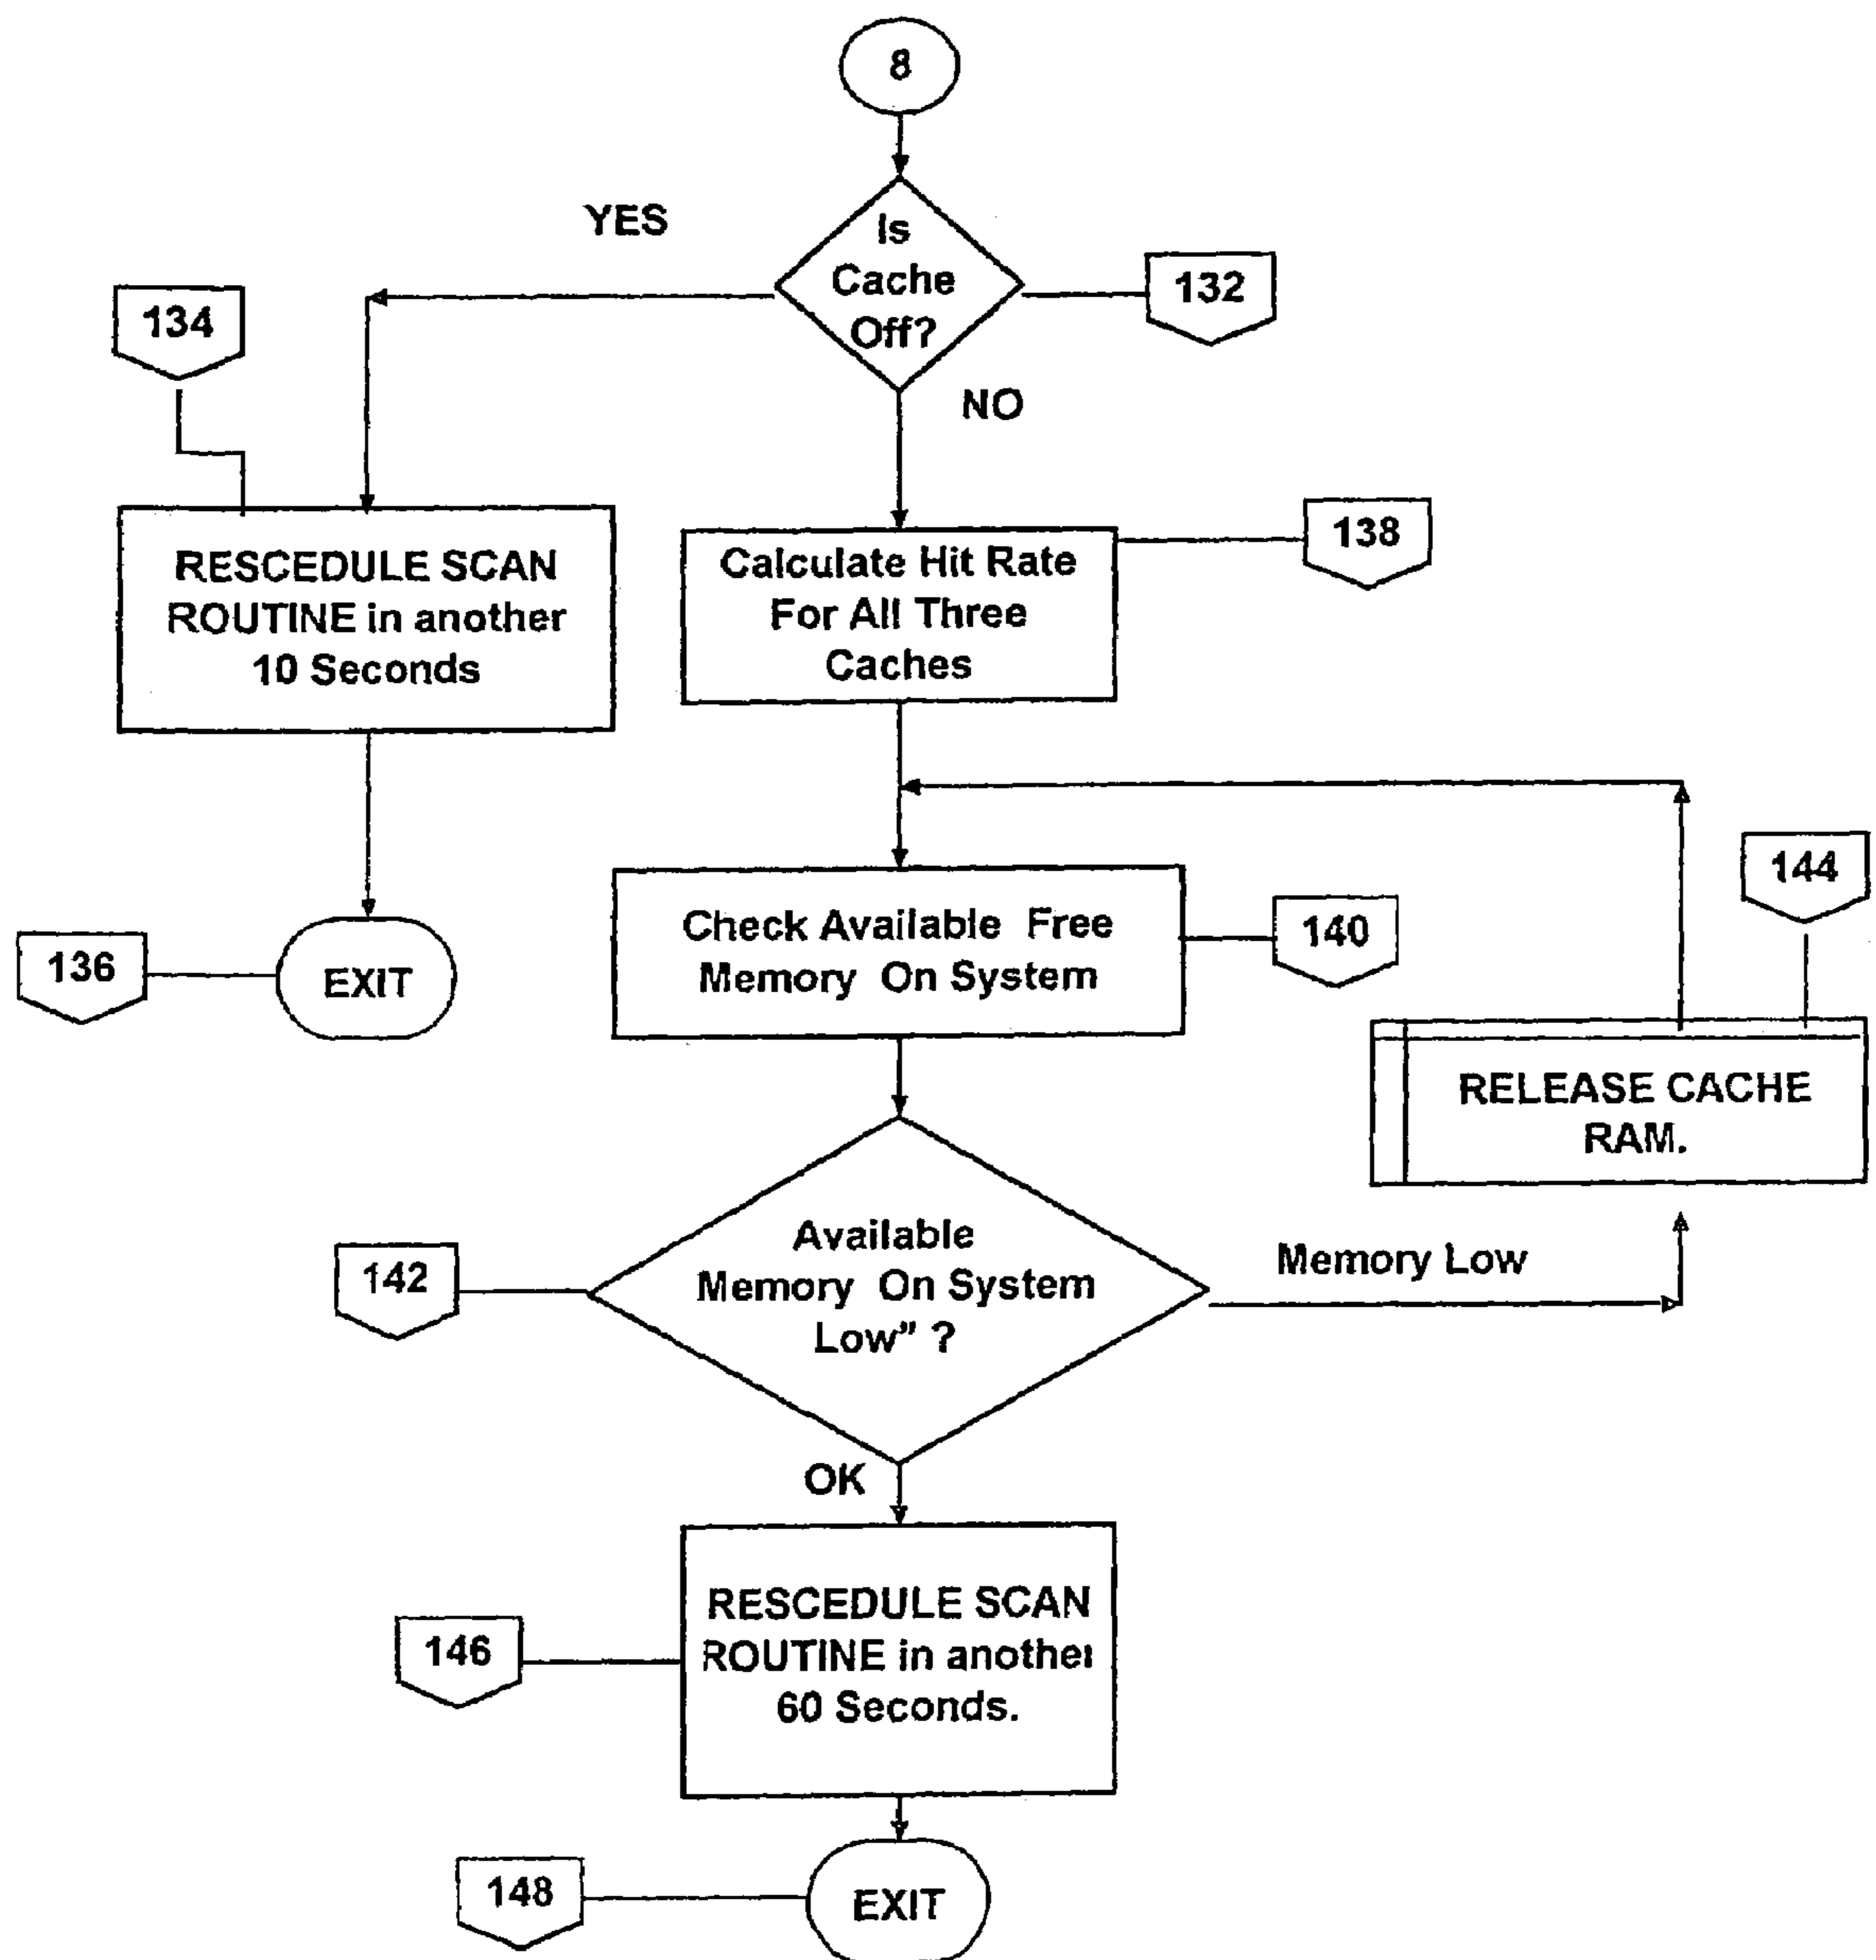 8
YES
Is
Cache
Off?
132
134
NO
RESCEDULE SCAN
ROUTINE in another
10 Seconds
Calculate Hit Rate
For All Three
Caches
138
144
Check Available Free
Memory On System
140
136
EXIT
RELEASE CACHE
RAM.
Available
Memory On System
Low” ?
142
Memory Low
OK
RESCEDULE SCAN
ROUTINE in another
60 Seconds.
146
148
EXIT